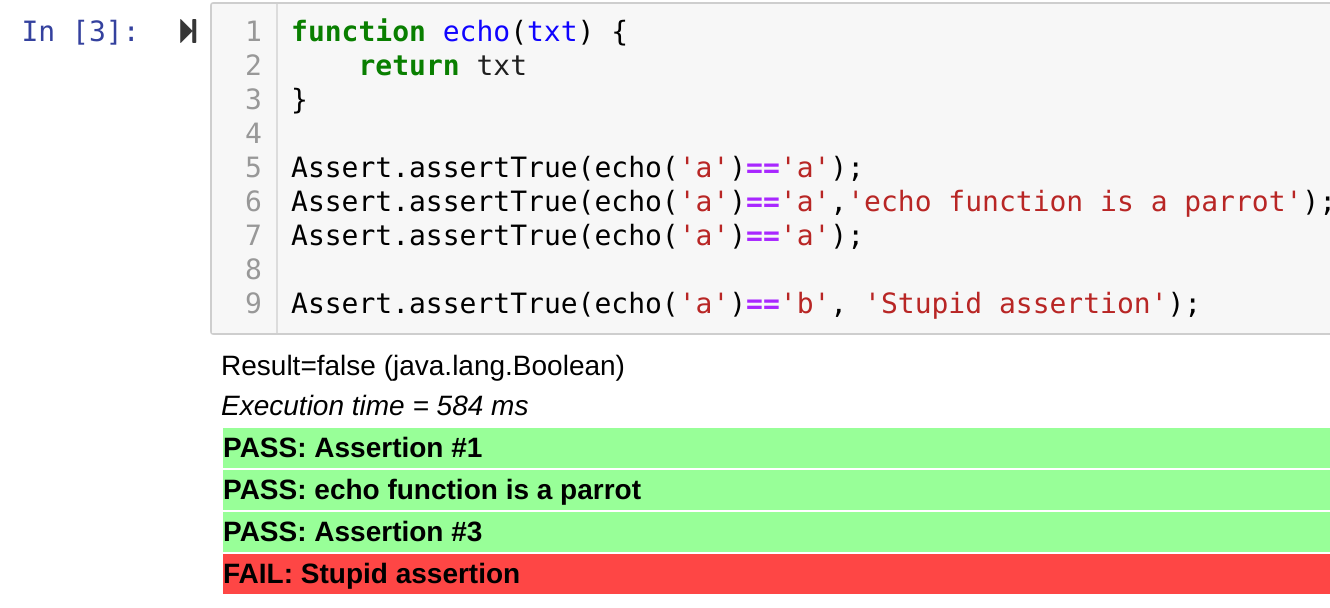 In [3]:
1 function echo(txt) {
2     return txt
3 }
4
5 Assert.assertTrue(echo('a')=='a');
6 Assert.assertTrue(echo('a')=='a','echo function is a parrot');
7 Assert.assertTrue(echo('a')=='a');
8
9 Assert.assertTrue(echo('a')=='b', 'Stupid assertion');
Result=false (java.lang.Boolean)
Execution time = 584 ms
PASS: Assertion #1
PASS: echo function is a parrot
PASS: Assertion #3
FAIL: Stupid assertion